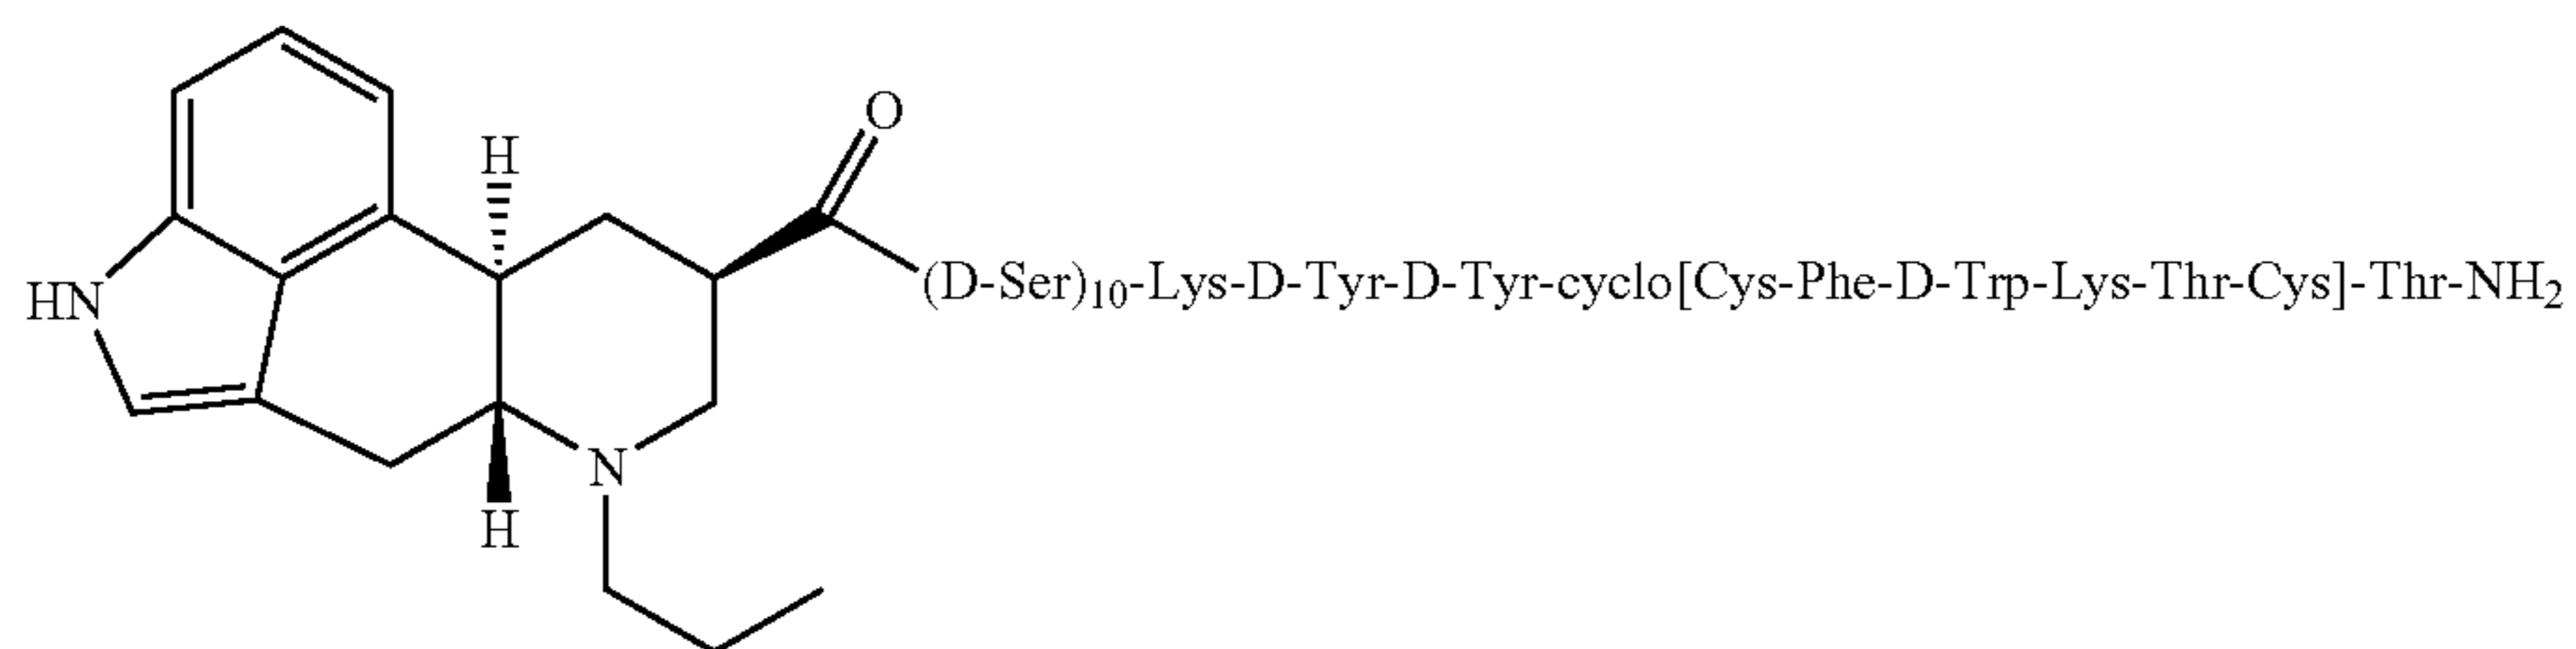 O
H
(D-Ser)10-Lys-D-Tyr-D-Tyr-cyclo[Cys-Phe-D-Trp-Lys-Thr-Cys]-Thr-NH2
HN
N
H